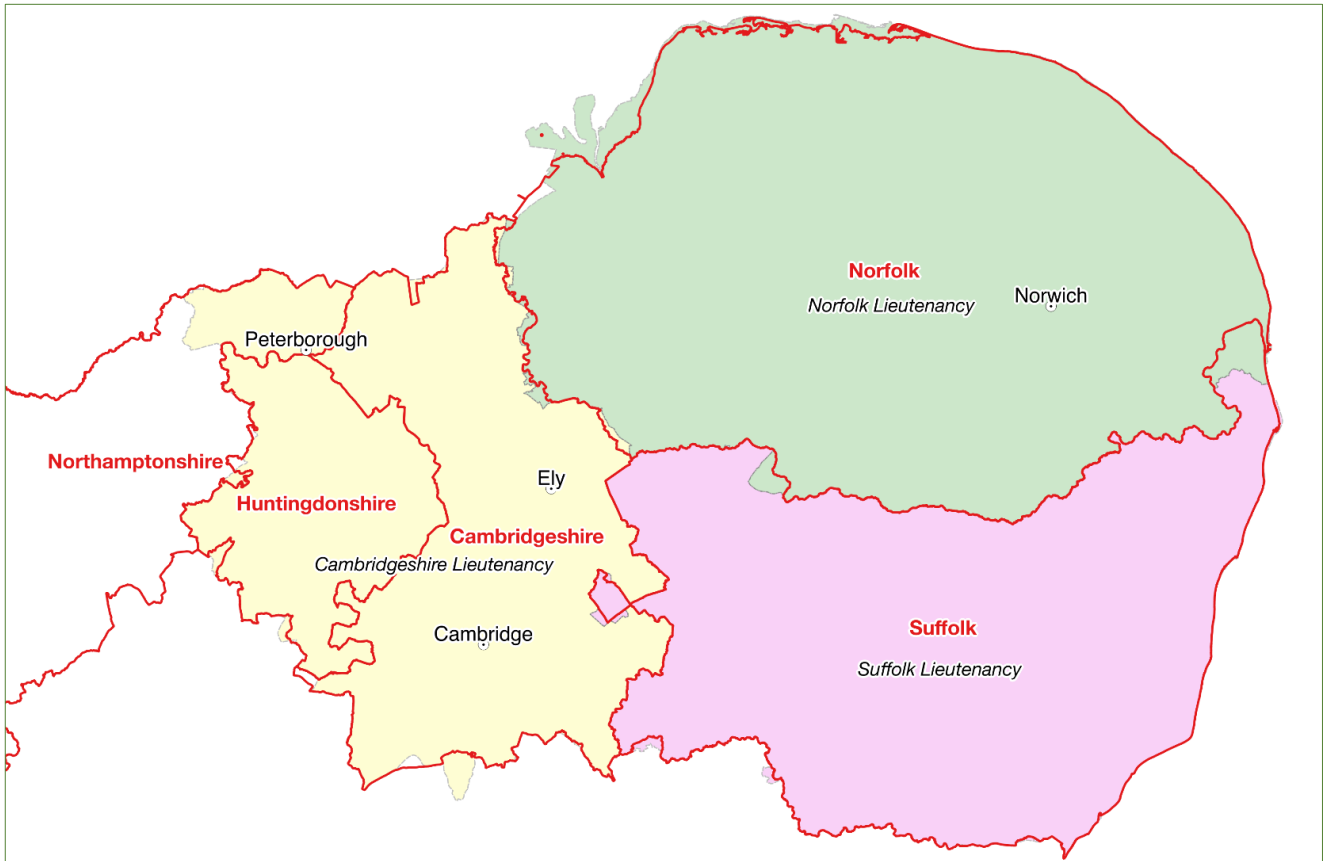 Norfolk
Norfolk Lieutenancy
Norwich
Peterborough
Northamptonshire
Huntingdonshire
Ely
Cambridgeshire
Cambridgeshire Lieutenancy
Cambridge
Suffolk
Suffolk Lieutenancy